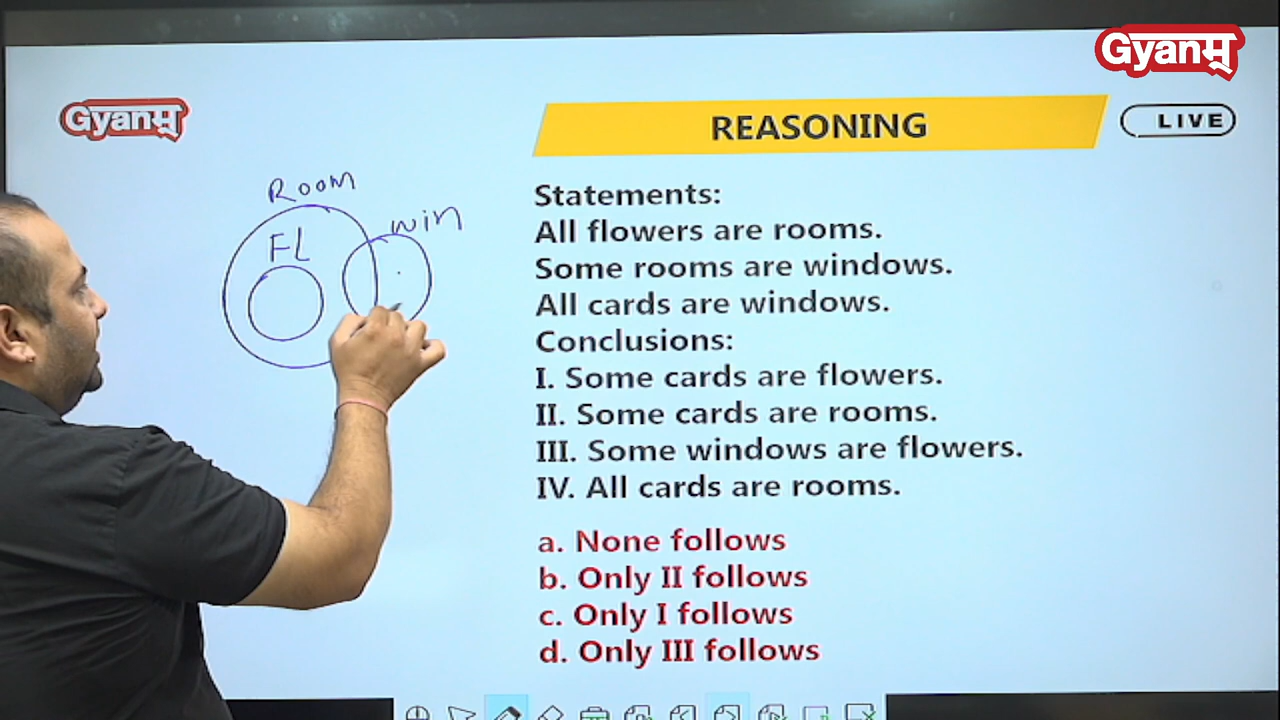 Gyanम्
Gyanम्
REASONING
LIVE
Room
win
FL
Statements:
All flowers are rooms.
Some rooms are windows.
All cards are windows.
Conclusions:
I. Some cards are flowers.
II. Some cards are rooms.
III. Some windows are flowers.
IV. All cards are rooms.
a. None follows
b. Only II follows
c. Only I follows
d. Only III follows